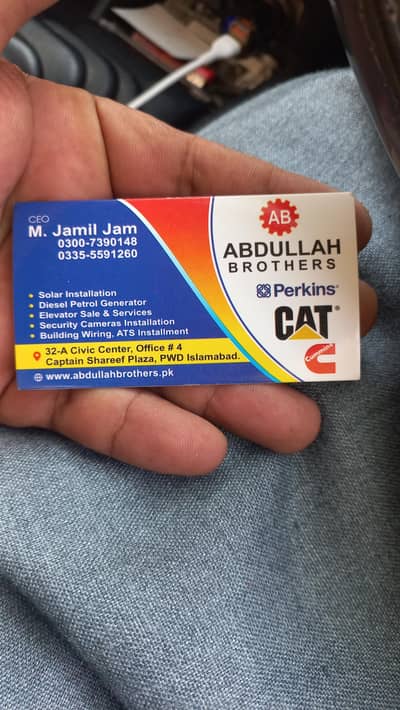 CEO
M. Jamil Jam
0300-7390148
0335-5591260
• Solar Installation
• Diesel Petrol Generator
• Elevator Sale & Services
• Security Cameras Installation
• Building Wiring, ATS Installment
32-A Civic Center, Office # 4
Captain Shareef Plaza, PWD Islamabad.
www.abdullahbrothers.pk
AB
ABDULLAH
BROTHERS
Perkins®
CAT®
Cummins